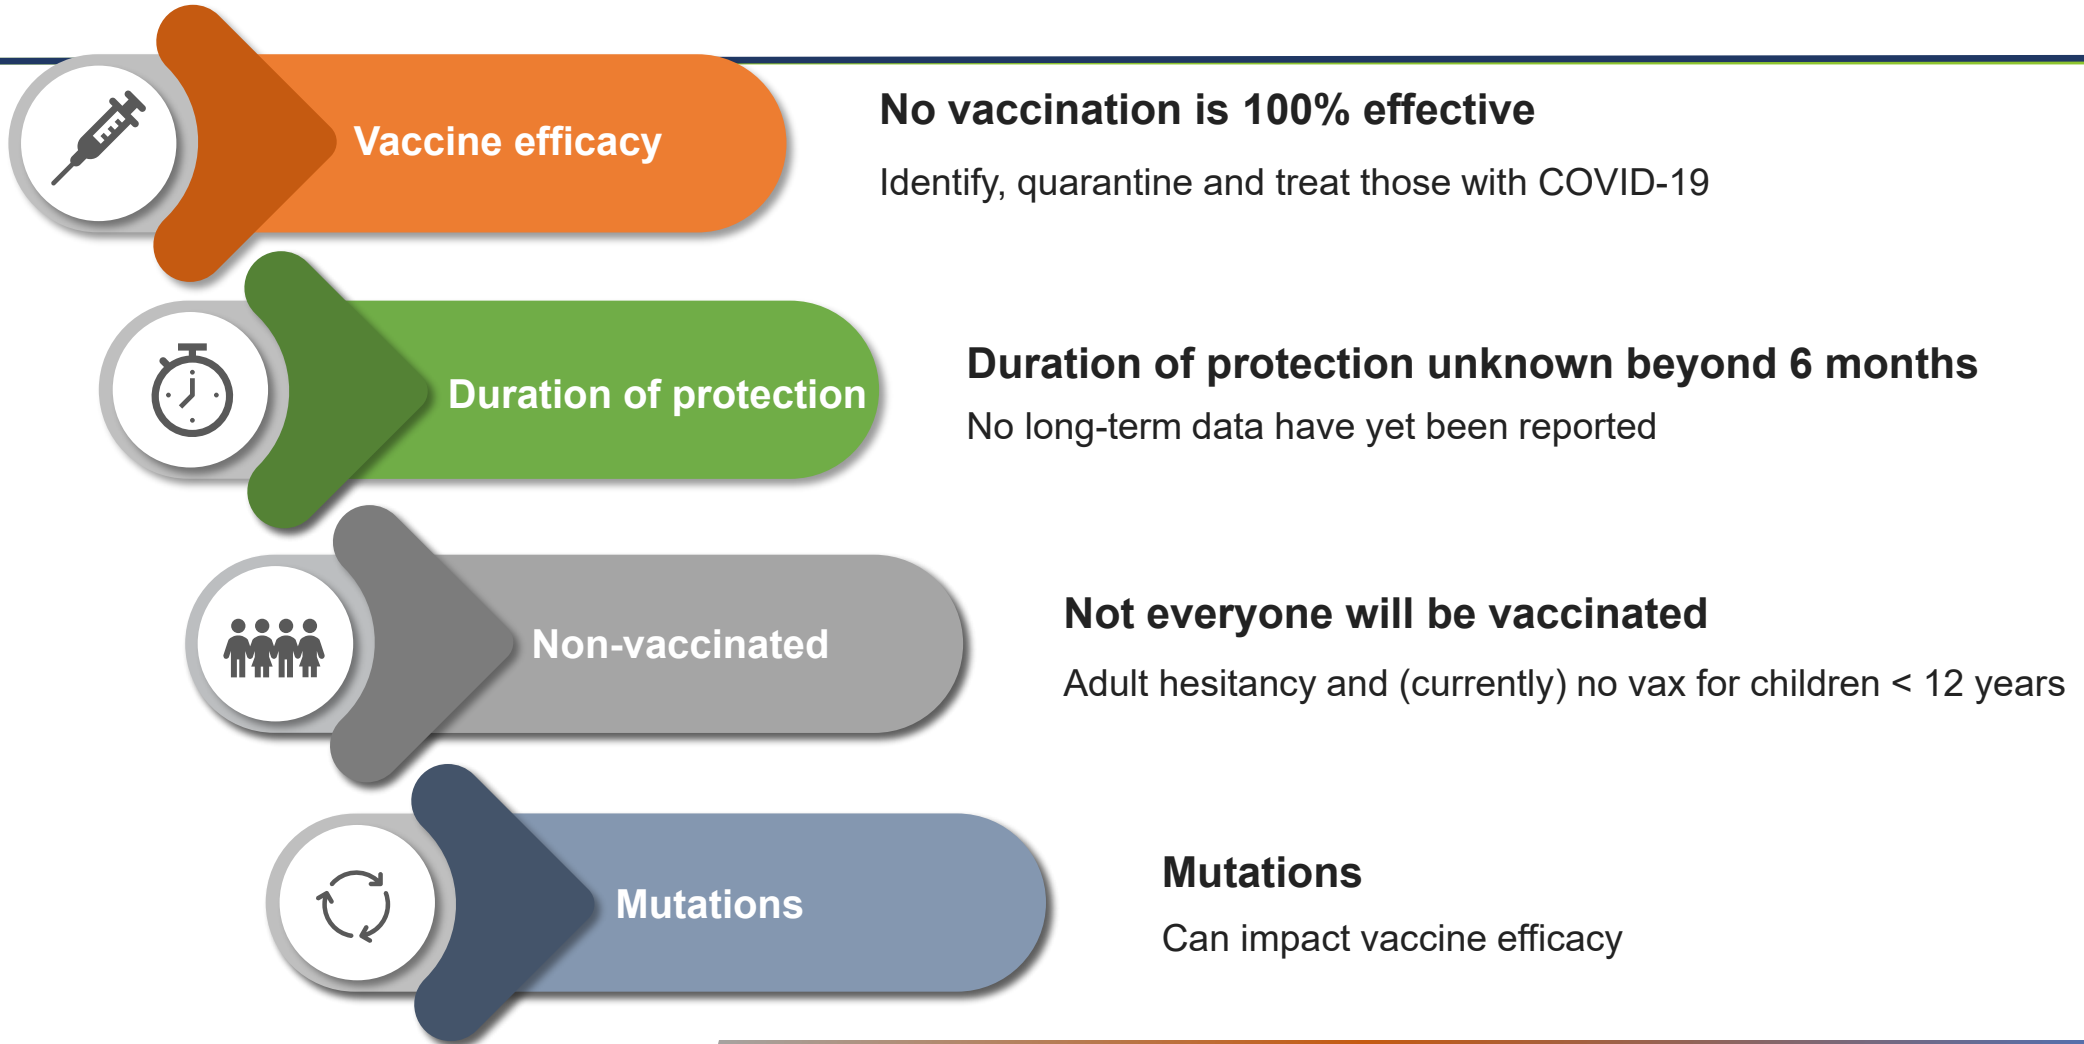 Vaccine efficacy
No vaccination is 100% effective
Identify, quarantine and treat those with COVID-19
Duration of protection
Duration of protection unknown beyond 6 months
No long-term data have yet been reported
Non-vaccinated
Not everyone will be vaccinated
Adult hesitancy and (currently) no vax for children < 12 years
Mutations
Mutations
Can impact vaccine efficacy